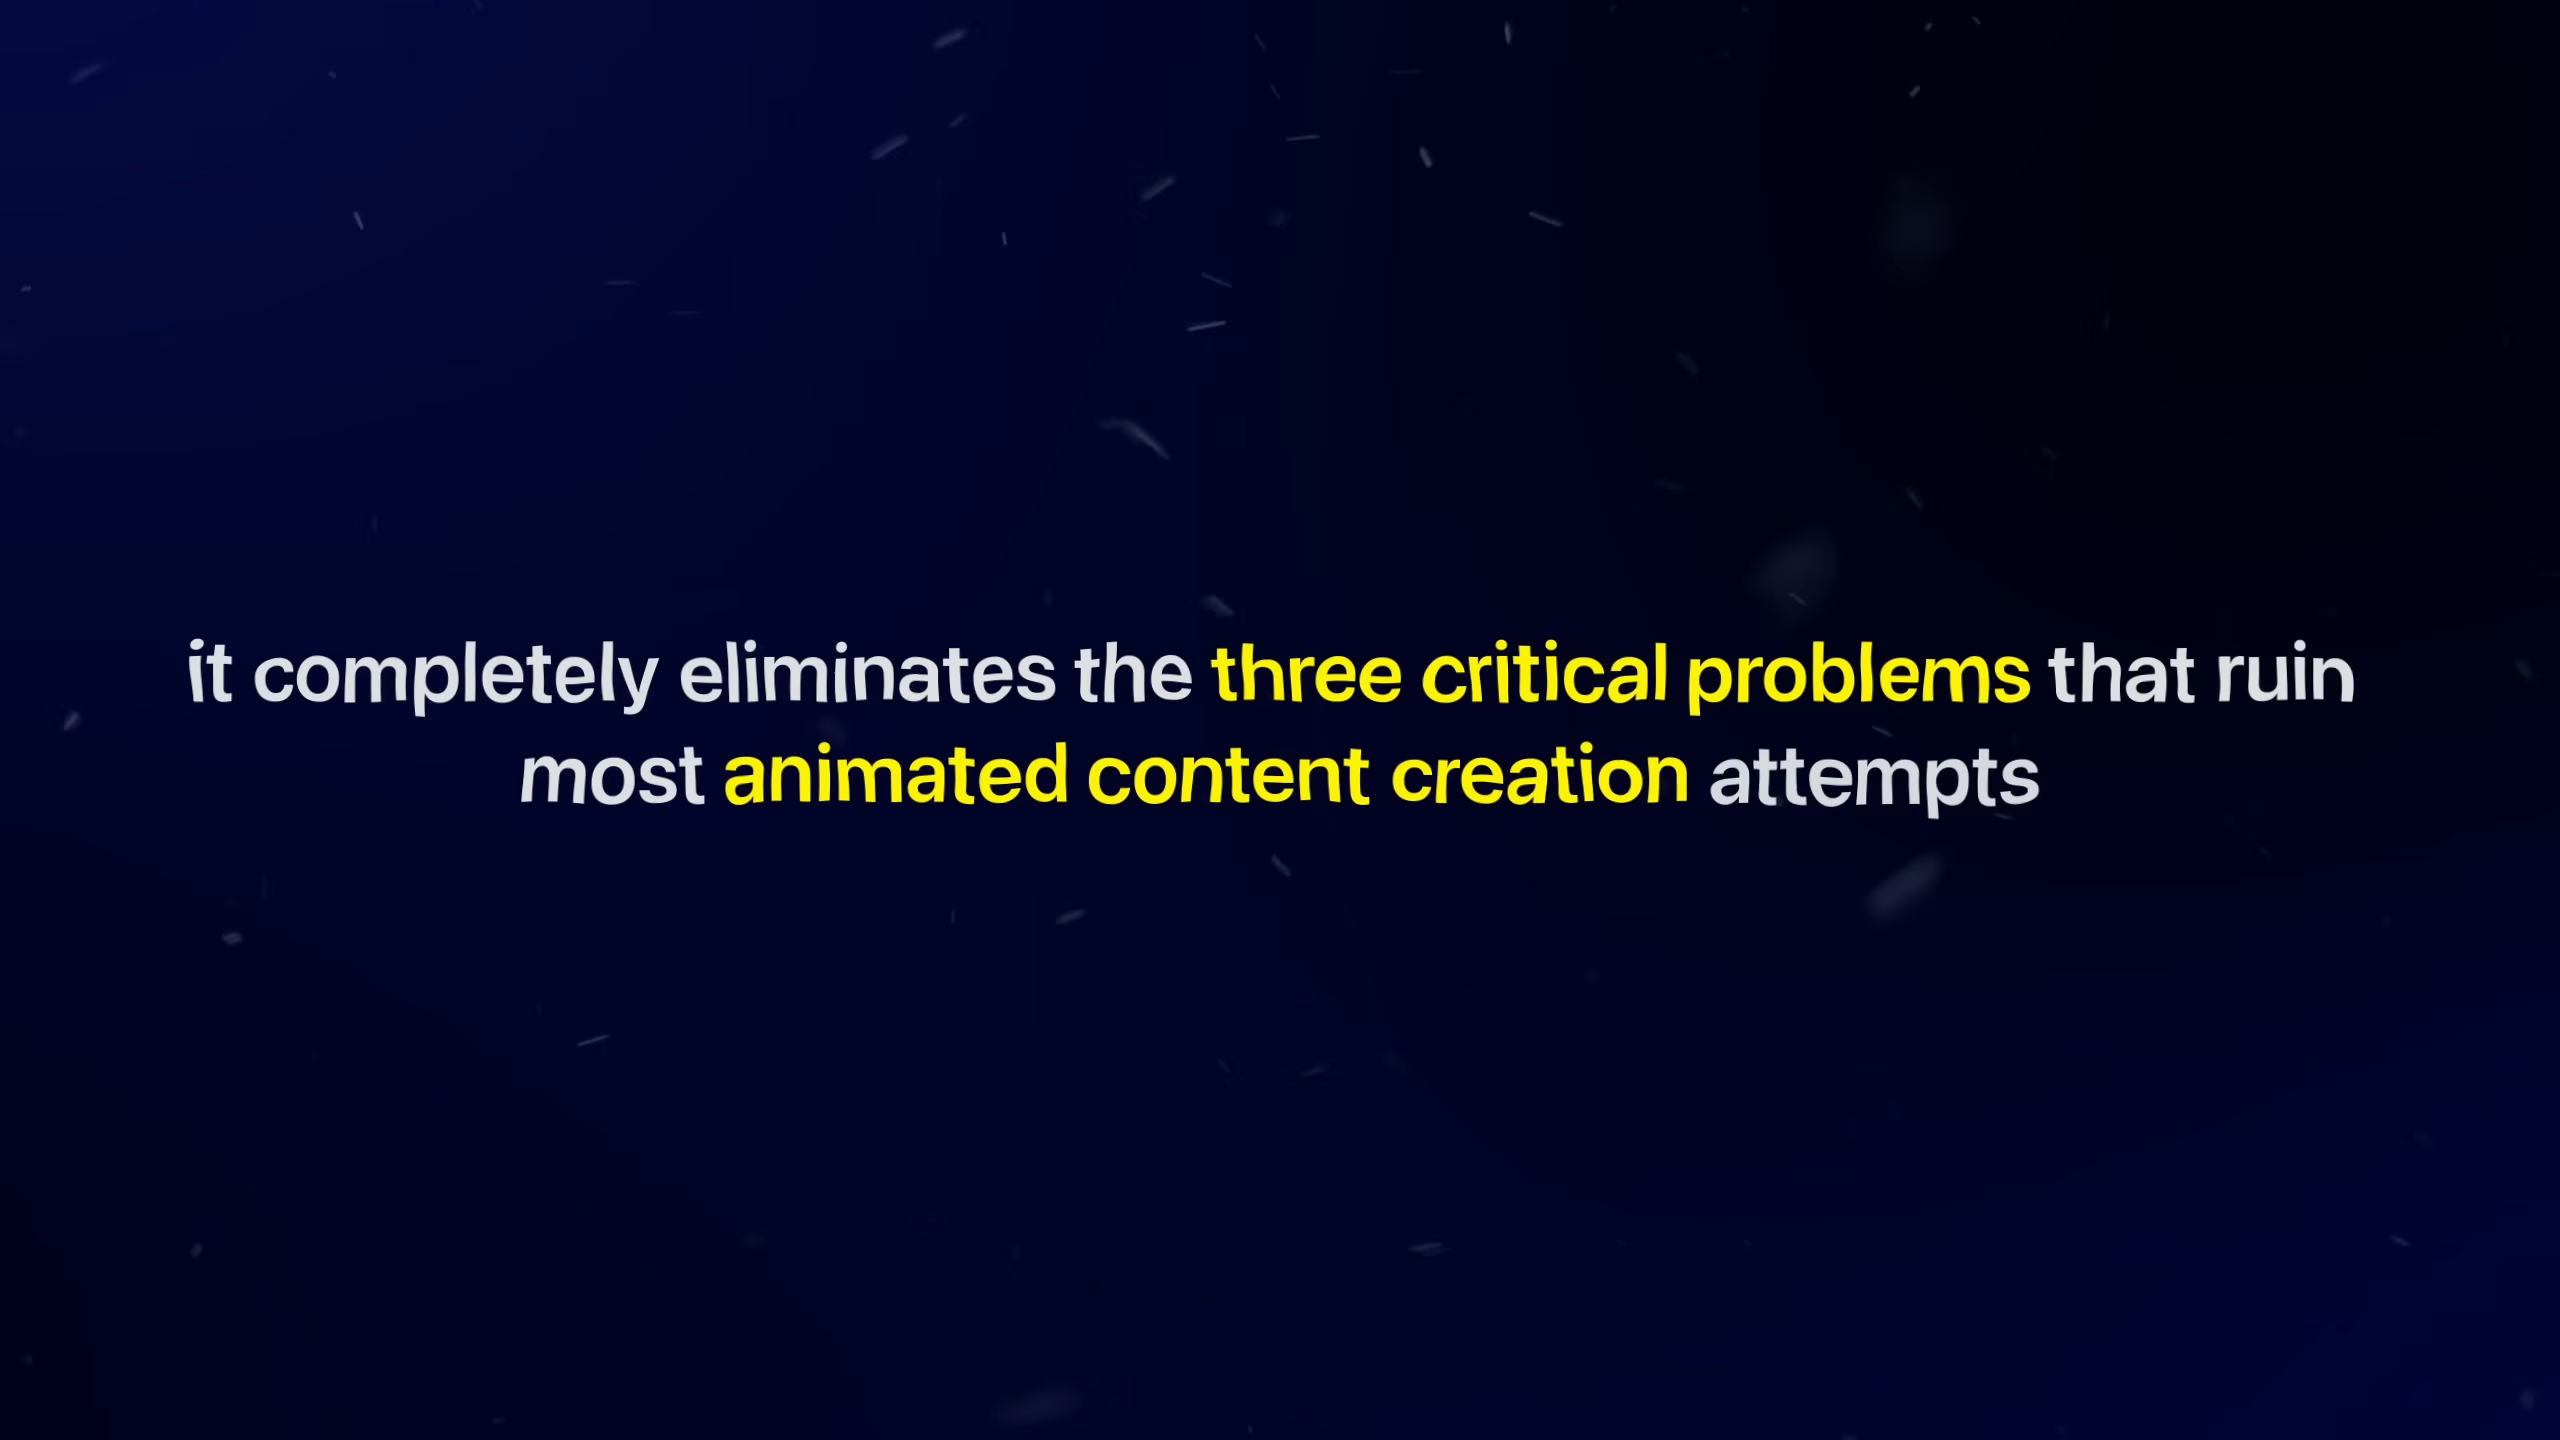 it completely eliminates the three critical problems that ruin
most animated content creation attempts